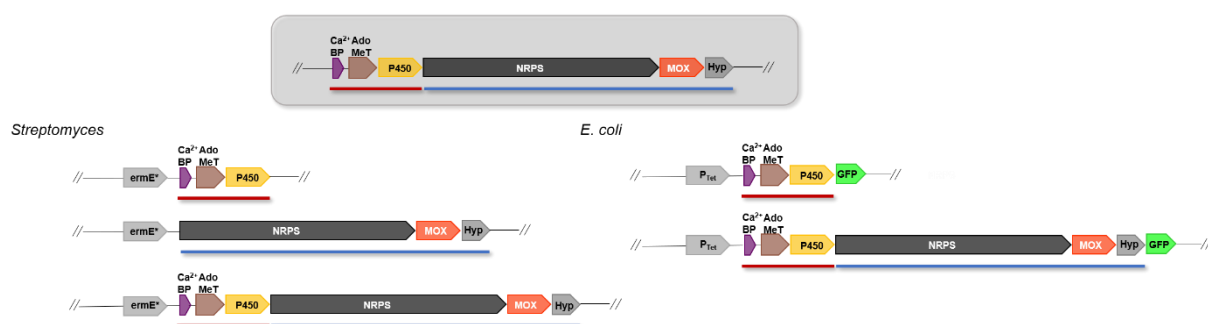 Ca²⁺ Ado
BP MeT
P450 NRPS MOX Hyp
Streptomyces
Ca²⁺ Ado
BP MeT
ermE* P450
ermE* NRPS MOX Hyp
Ca²⁺ Ado
BP MeT
ermE* P450 NRPS MOX Hyp
E. coli
Ca²⁺ Ado
BP MeT
P_Tet P450 GFP
Ca²⁺ Ado
BP MeT
P_Tet P450 NRPS MOX Hyp GFP